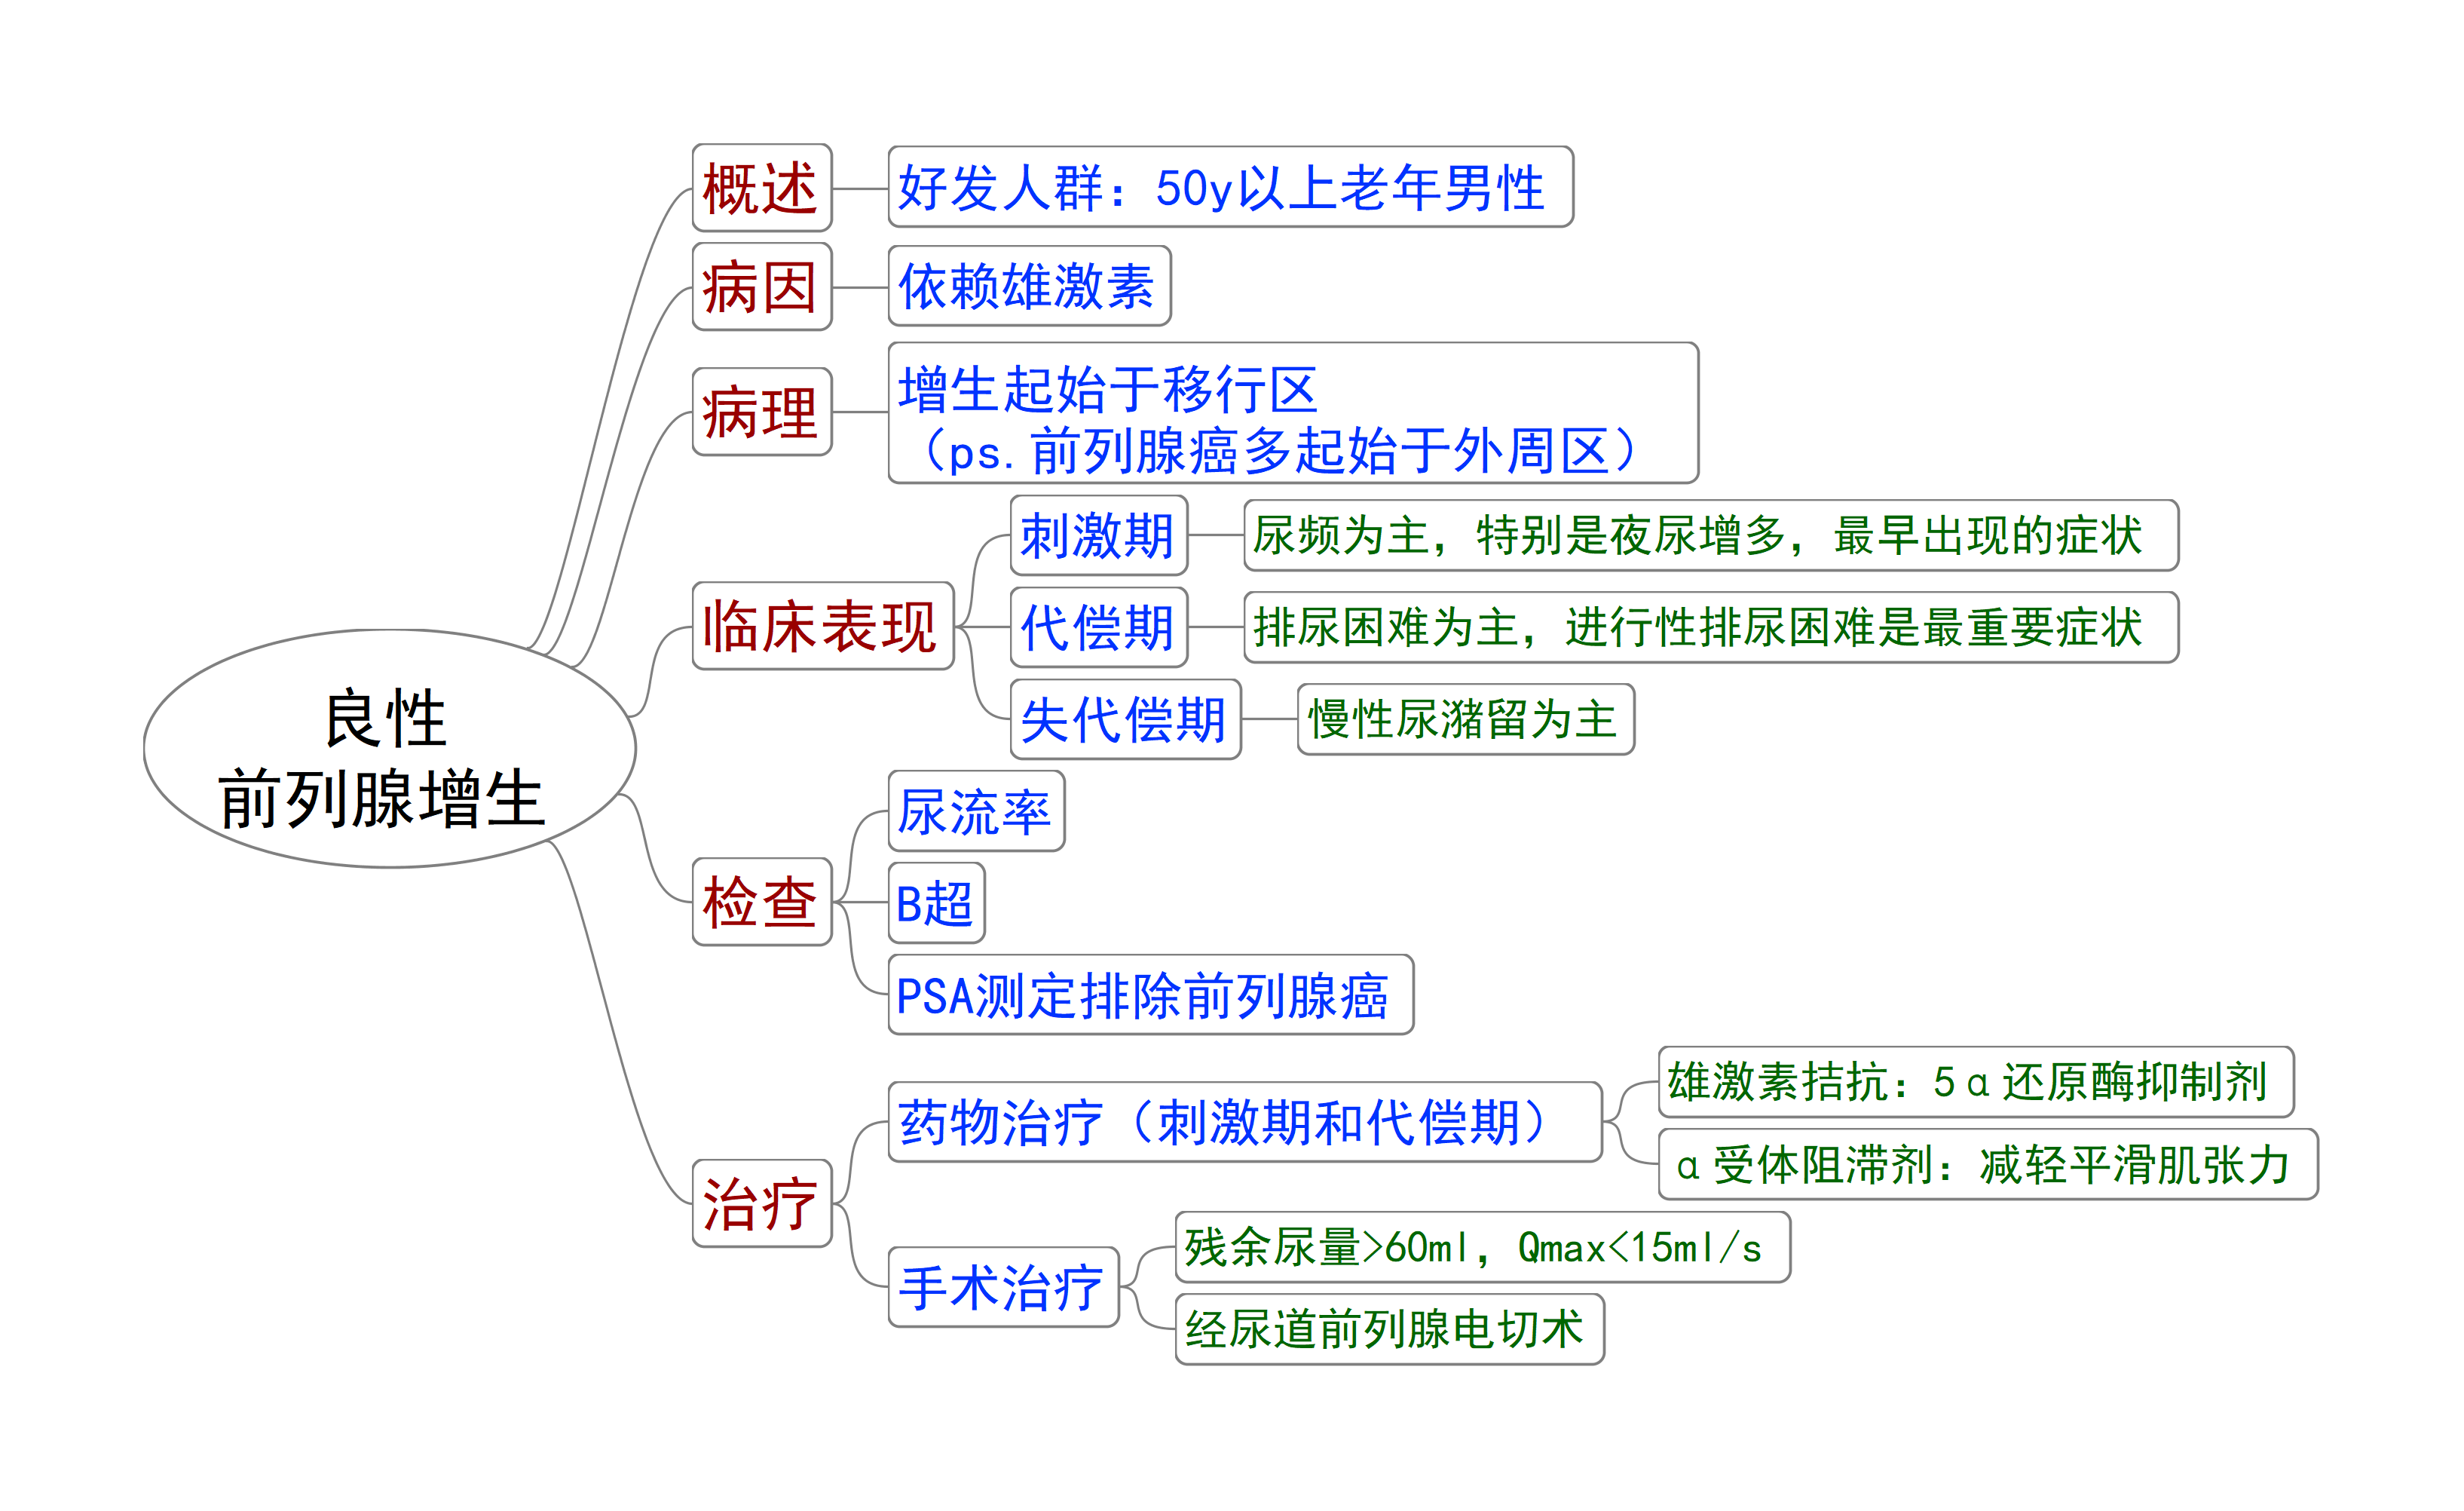 概述
好发人群：50y以上老年男性
病因
依赖雄激素
病理
增生起始于移行区
（ps.前列腺癌多起始于外周区）
临床表现
刺激期
尿频为主，特别是夜尿增多，最早出现的症状
代偿期
排尿困难为主，进行性排尿困难是最重要症状
失代偿期
慢性尿潴留为主
良性
前列腺增生
检查
尿流率
B超
PSA测定排除前列腺癌
治疗
药物治疗（刺激期和代偿期）
雄激素拮抗：5α还原酶抑制剂
α受体阻滞剂：减轻平滑肌张力
手术治疗
残余尿量>60ml，Qmax<15ml/s
经尿道前列腺电切术